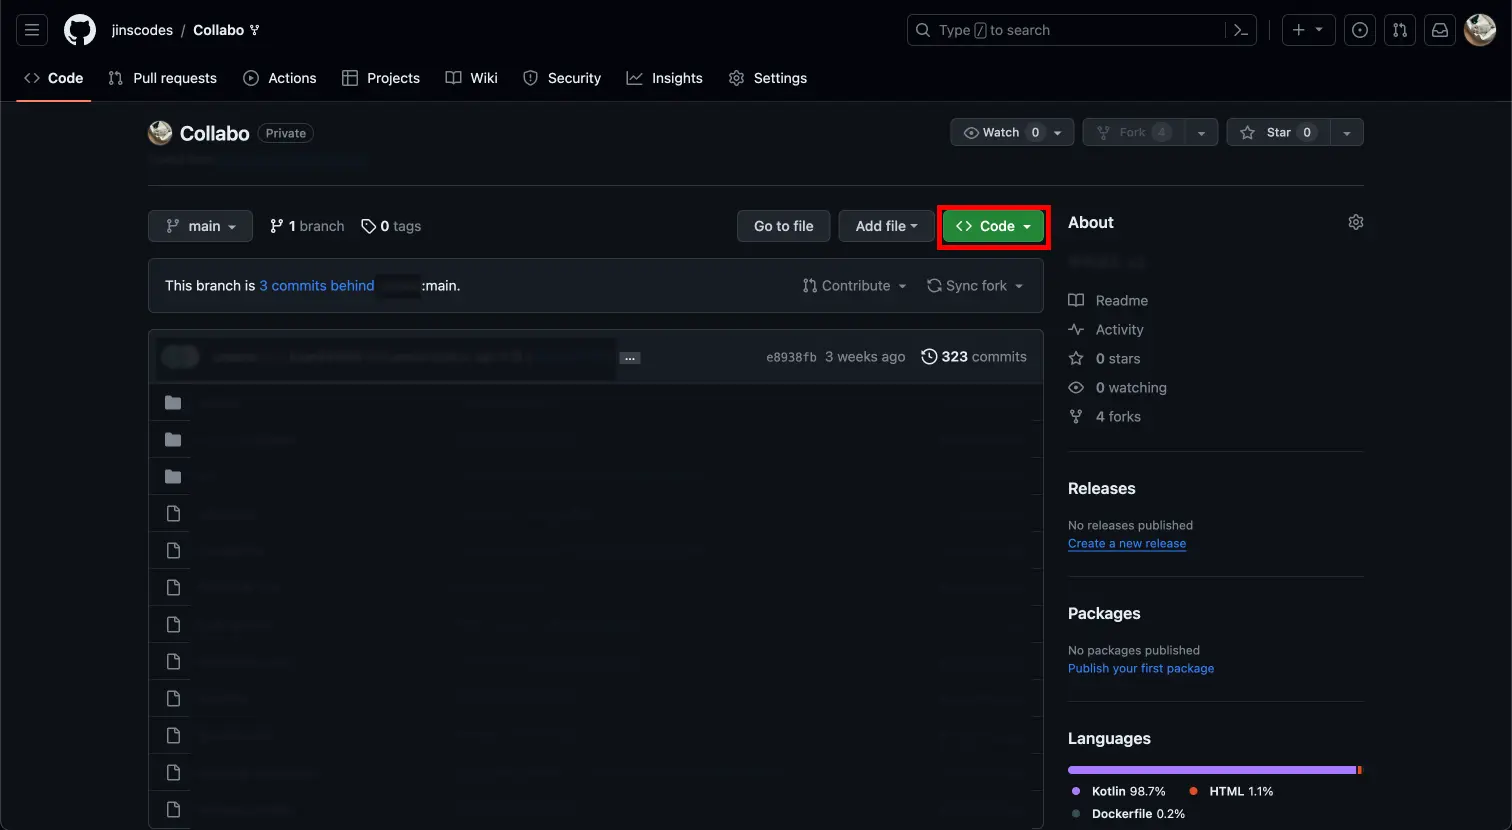 jinscodes / Collabo
Type / to search
Code Pull requests Actions Projects Wiki Security Insights Settings
Collabo Private
Watch 0 Fork 4 Star 0
main 1 branch 0 tags
Go to file Add file Code
This branch is 3 commits behind :main.
Contribute Sync fork
... e8938fb 3 weeks ago 323 commits
About
Readme
Activity
0 stars
0 watching
4 forks
Releases
No releases published
Create a new release
Packages
No packages published
Publish your first package
Languages
Kotlin 98.7% HTML 1.1%
Dockerfile 0.2%